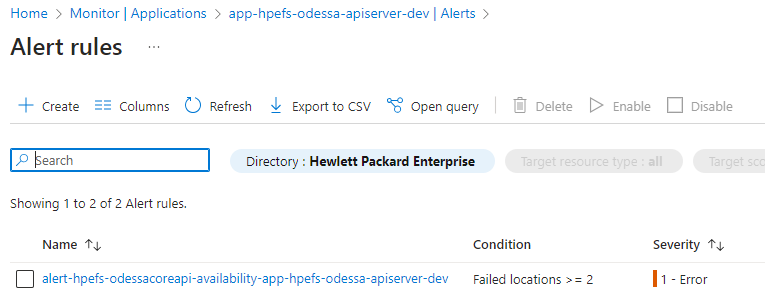 Home > Monitor | Applications > app-hpefs-odessa-apiserver-dev | Alerts >
Alert rules ...
Create Columns Refresh Export to CSV Open query Delete Enable Disable
Search Directory : Hewlett Packard Enterprise Target resource type : all Target sco
Showing 1 to 2 of 2 Alert rules.
Name ↑↓ Condition Severity ↑↓
alert-hpefs-odessacoreapi-availability-app-hpefs-odessa-apiserver-dev Failed locations >= 2 1 - Error